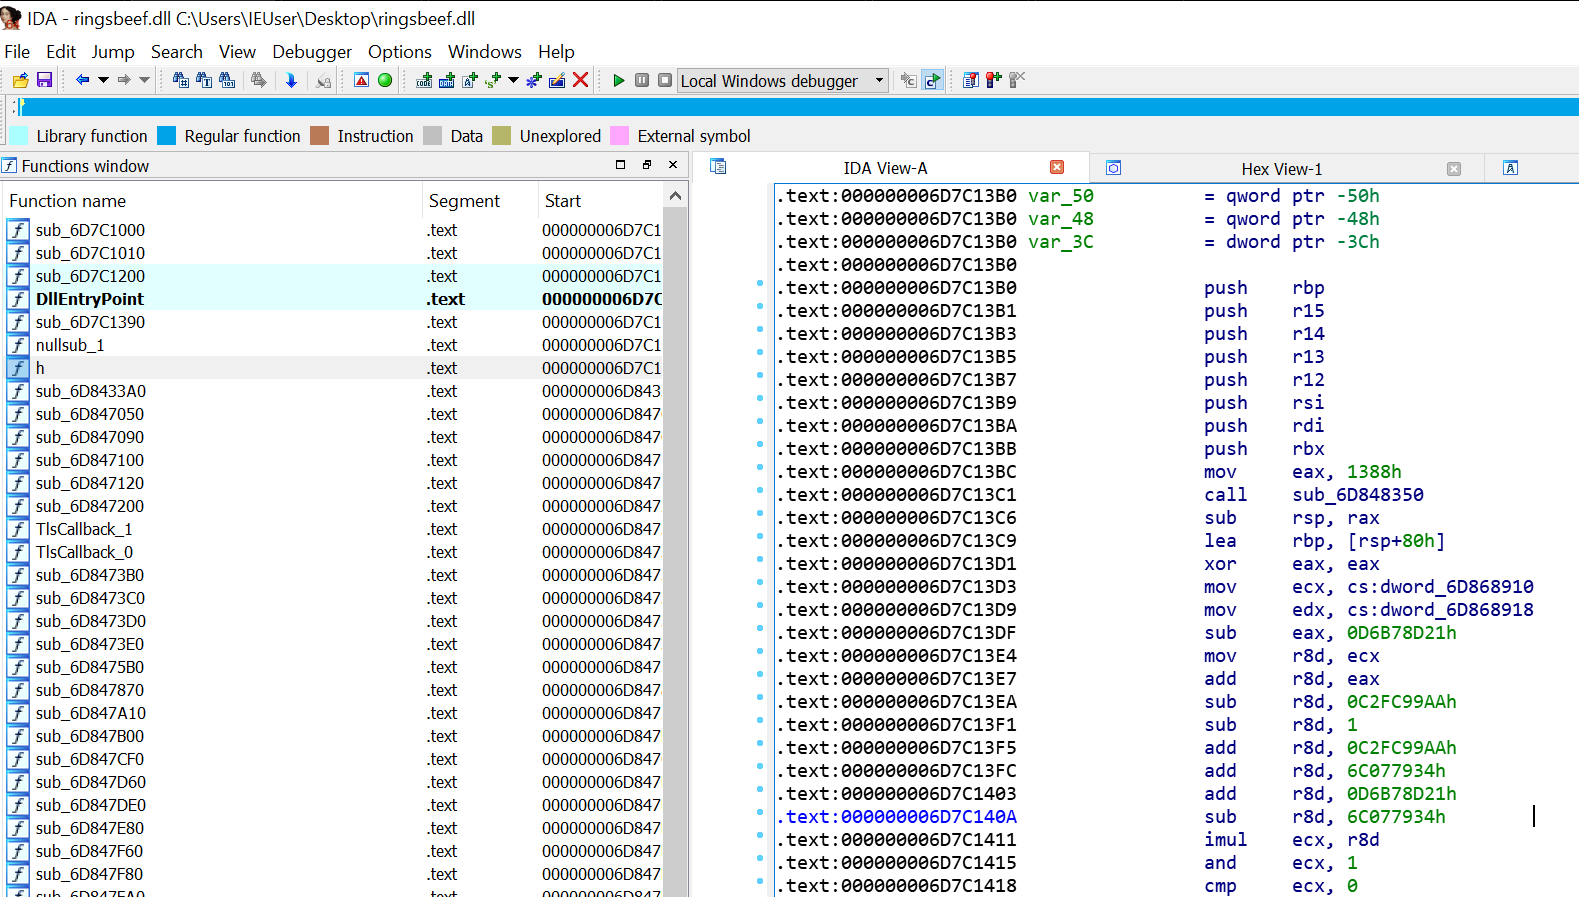 IDA - ringsbeef.dll C:\Users\IEUser\Desktop\ringsbeef.dll
File Edit Jump Search View Debugger Options Windows Help
Local Windows debugger
Library function Regular function Instruction Data Unexplored External symbol
Functions window
Function name Segment Start
sub_6D7C1000 .text 000000006D7C1
sub_6D7C1010 .text 000000006D7C1
sub_6D7C1200 .text 000000006D7C1
DllEntryPoint .text 000000006D7C
sub_6D7C1390 .text 000000006D7C1
nullsub_1 .text 000000006D7C1
h .text 000000006D7C1
sub_6D8433A0 .text 000000006D843
sub_6D847050 .text 000000006D847
sub_6D847090 .text 000000006D847
sub_6D847100 .text 000000006D847
sub_6D847120 .text 000000006D847
sub_6D847200 .text 000000006D847
TlsCallback_1 .text 000000006D847
TlsCallback_0 .text 000000006D847
sub_6D8473B0 .text 000000006D847
sub_6D8473C0 .text 000000006D847
sub_6D8473D0 .text 000000006D847
sub_6D8473E0 .text 000000006D847
sub_6D8475B0 .text 000000006D847
sub_6D847870 .text 000000006D847
sub_6D847A10 .text 000000006D847
sub_6D847B00 .text 000000006D847
sub_6D847CF0 .text 000000006D847
sub_6D847D60 .text 000000006D847
sub_6D847DE0 .text 000000006D847
sub_6D847E80 .text 000000006D847
sub_6D847F60 .text 000000006D847
sub_6D847F80 .text 000000006D847
sub_6D847FA0 .text 000000006D847
IDA View-A Hex View-1
.text:000000006D7C13B0 var_50 = qword ptr -50h
.text:000000006D7C13B0 var_48 = qword ptr -48h
.text:000000006D7C13B0 var_3C = dword ptr -3Ch
.text:000000006D7C13B0
.text:000000006D7C13B0 push rbp
.text:000000006D7C13B1 push r15
.text:000000006D7C13B3 push r14
.text:000000006D7C13B5 push r13
.text:000000006D7C13B7 push r12
.text:000000006D7C13B9 push rsi
.text:000000006D7C13BA push rdi
.text:000000006D7C13BB push rbx
.text:000000006D7C13BC mov eax, 1388h
.text:000000006D7C13C1 call sub_6D848350
.text:000000006D7C13C6 sub rsp, rax
.text:000000006D7C13C9 lea rbp, [rsp+80h]
.text:000000006D7C13D1 xor eax, eax
.text:000000006D7C13D3 mov ecx, cs:dword_6D868910
.text:000000006D7C13D9 mov edx, cs:dword_6D868918
.text:000000006D7C13DF sub eax, 0D6B78D21h
.text:000000006D7C13E4 mov r8d, ecx
.text:000000006D7C13E7 add r8d, eax
.text:000000006D7C13EA sub r8d, 0C2FC99AAh
.text:000000006D7C13F1 sub r8d, 1
.text:000000006D7C13F5 add r8d, 0C2FC99AAh
.text:000000006D7C13FC add r8d, 6C077934h
.text:000000006D7C1403 add r8d, 0D6B78D21h
.text:000000006D7C140A sub r8d, 6C077934h
.text:000000006D7C1411 imul ecx, r8d
.text:000000006D7C1415 and ecx, 1
.text:000000006D7C1418 cmp ecx, 0